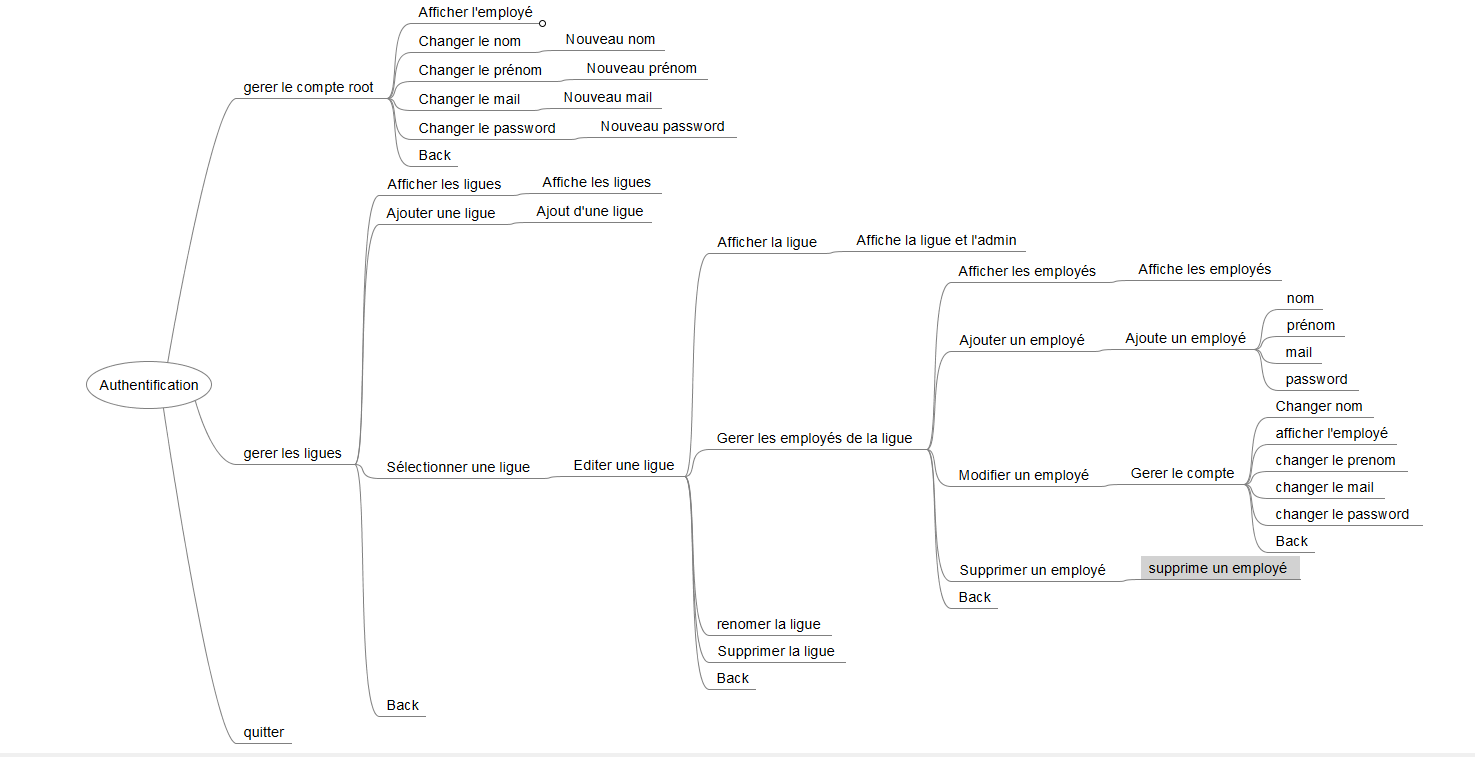 Afficher l'employé
Changer le nom
Nouveau nom
Changer le prénom
Nouveau prénom
gerer le compte root
Changer le mail
Nouveau mail
Changer le password
Nouveau password
Back
Afficher les ligues
Affiche les ligues
Ajouter une ligue
Ajout d'une ligue
Afficher la ligue
Affiche la ligue et l'admin
Afficher les employés
Affiche les employés
nom
prénom
Ajouter un employé
Ajoute un employé
mail
password
Authentification
Changer nom
afficher l'employé
Gerer les employés de la ligue
gerer les ligues
Sélectionner une ligue
Editer une ligue
changer le prenom
Modifier un employé
Gerer le compte
changer le mail
changer le password
Back
Supprimer un employé
supprime un employé
Back
renomer la ligue
Supprimer la ligue
Back
Back
quitter